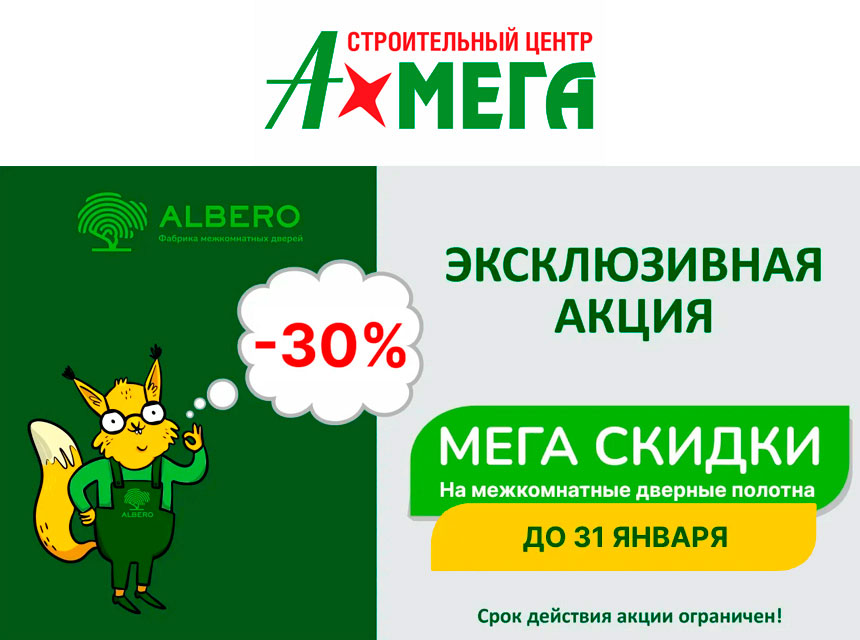 СТРОИТЕЛЬНЫЙ ЦЕНТР
А МЕГА
ALBERO
Фабрика межкомнатных дверей
-30%
ЭКСКЛЮЗИВНАЯ
АКЦИЯ
МЕГА СКИДКИ
На межкомнатные дверные полотна
ДО 31 ЯНВАРЯ
ALBERO
Срок действия акции ограничен!